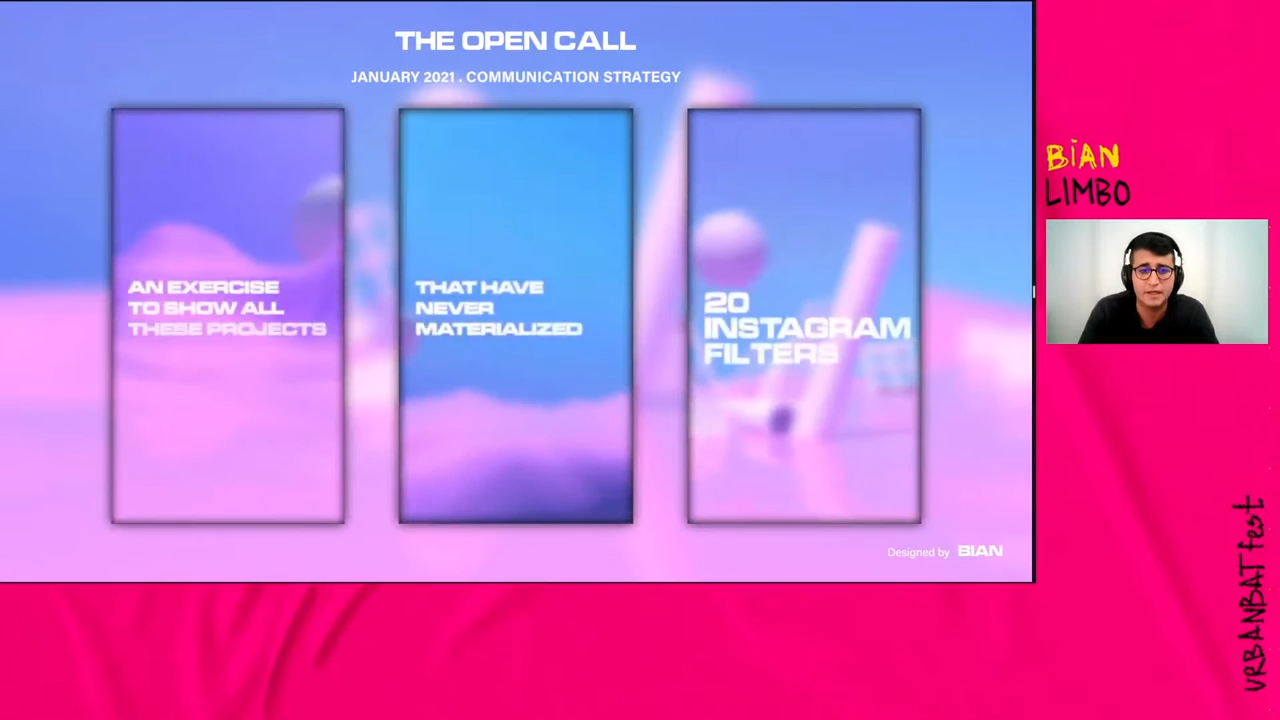 THE OPEN CALL
JANUARY 2021 . COMMUNICATION STRATEGY
AN EXERCISE
TO SHOW ALL
THESE PROJECTS
THAT HAVE
NEVER
MATERIALIZED
20
INSTAGRAM
FILTERS
Designed by BIAN
BiAN
LIMBO
URBANBAT fest